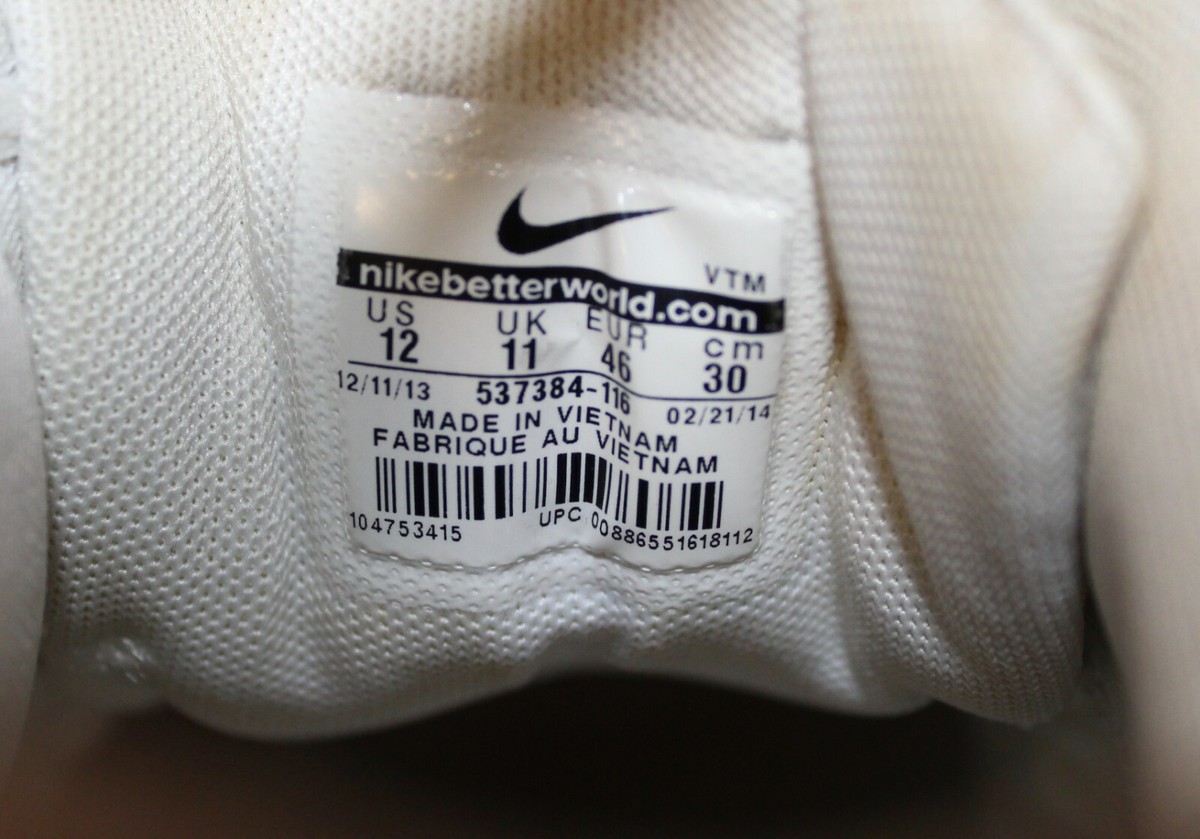 nikebetterworld.com
VTM
US UK EUR cm
12 11 46 30
12/11/13 537384-116 02/21/14
MADE IN VIETNAM
FABRIQUE AU VIETNAM
104753415 UPC 00886551618112